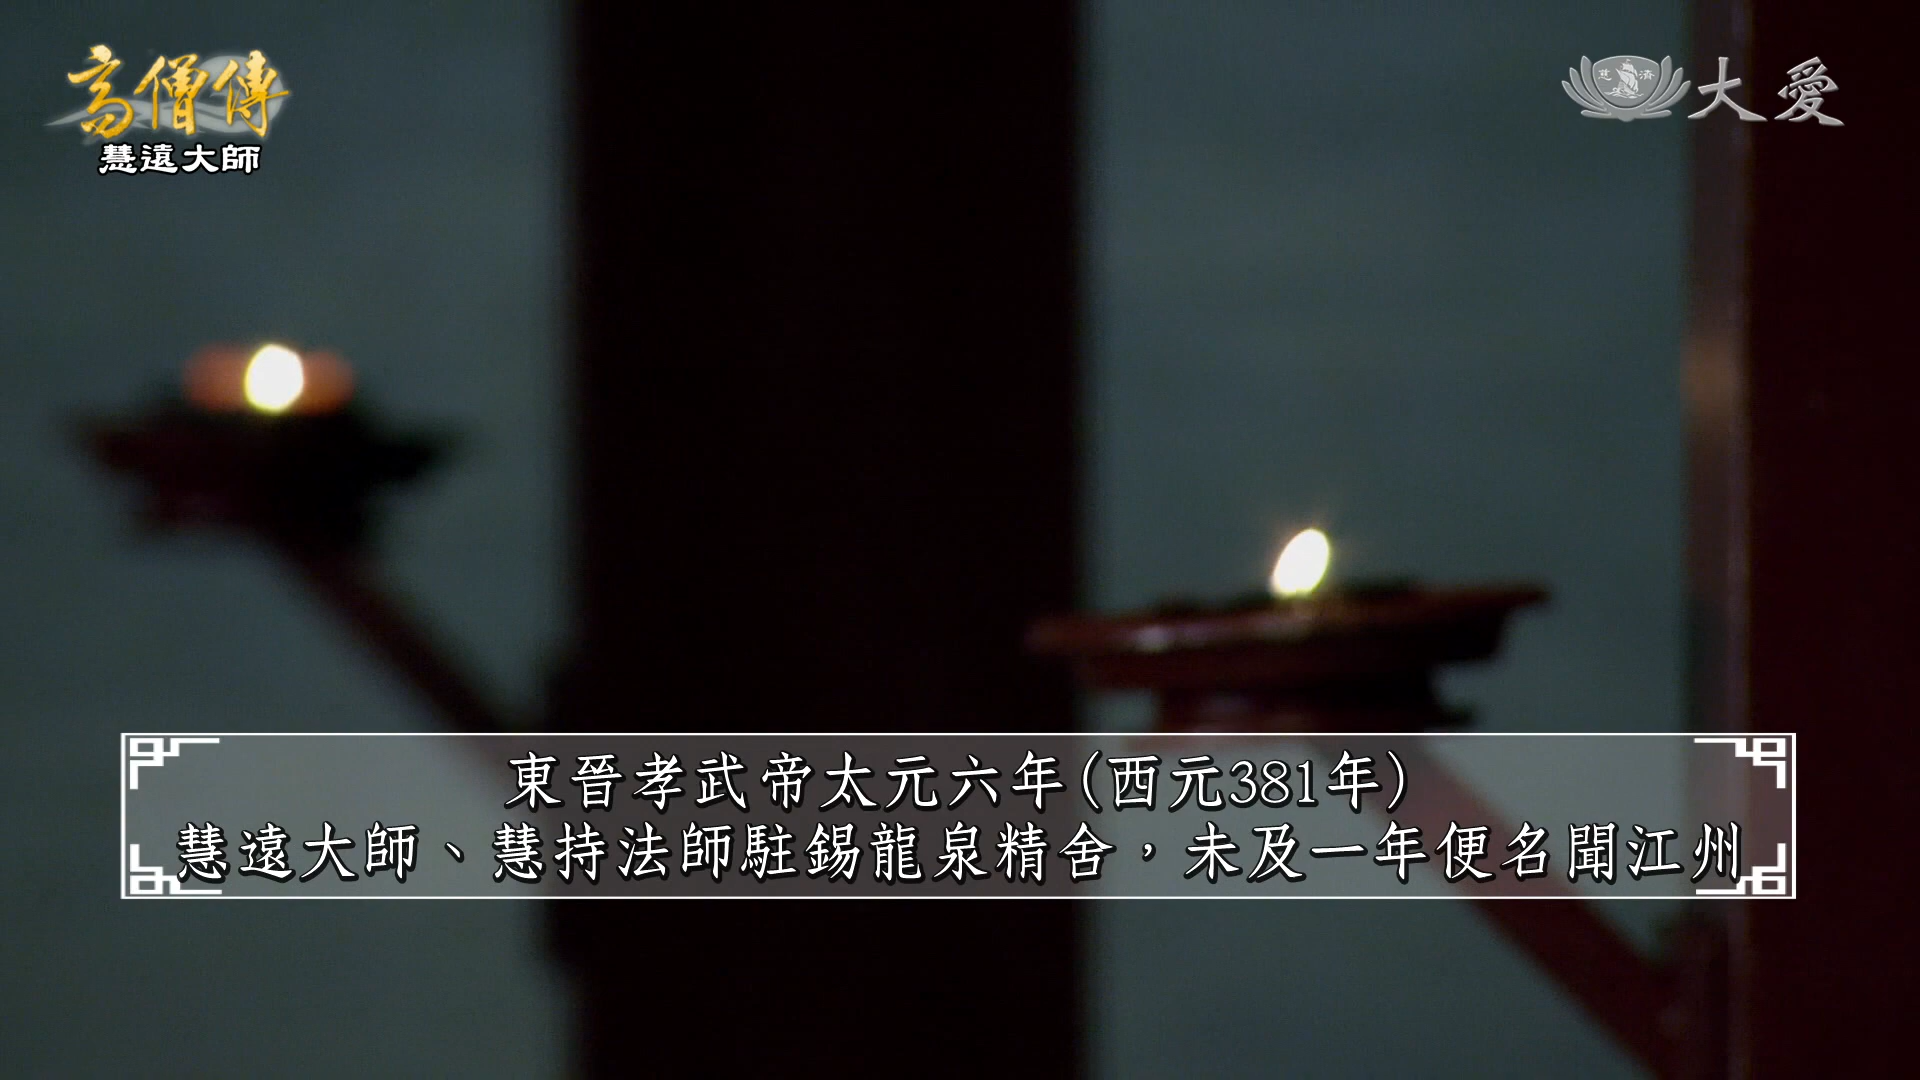 高僧傳
慧遠大師
慈濟
大愛
東晉孝武帝太元六年(西元381年)
慧遠大師、慧持法師駐錫龍泉精舍，未及一年便名聞江州